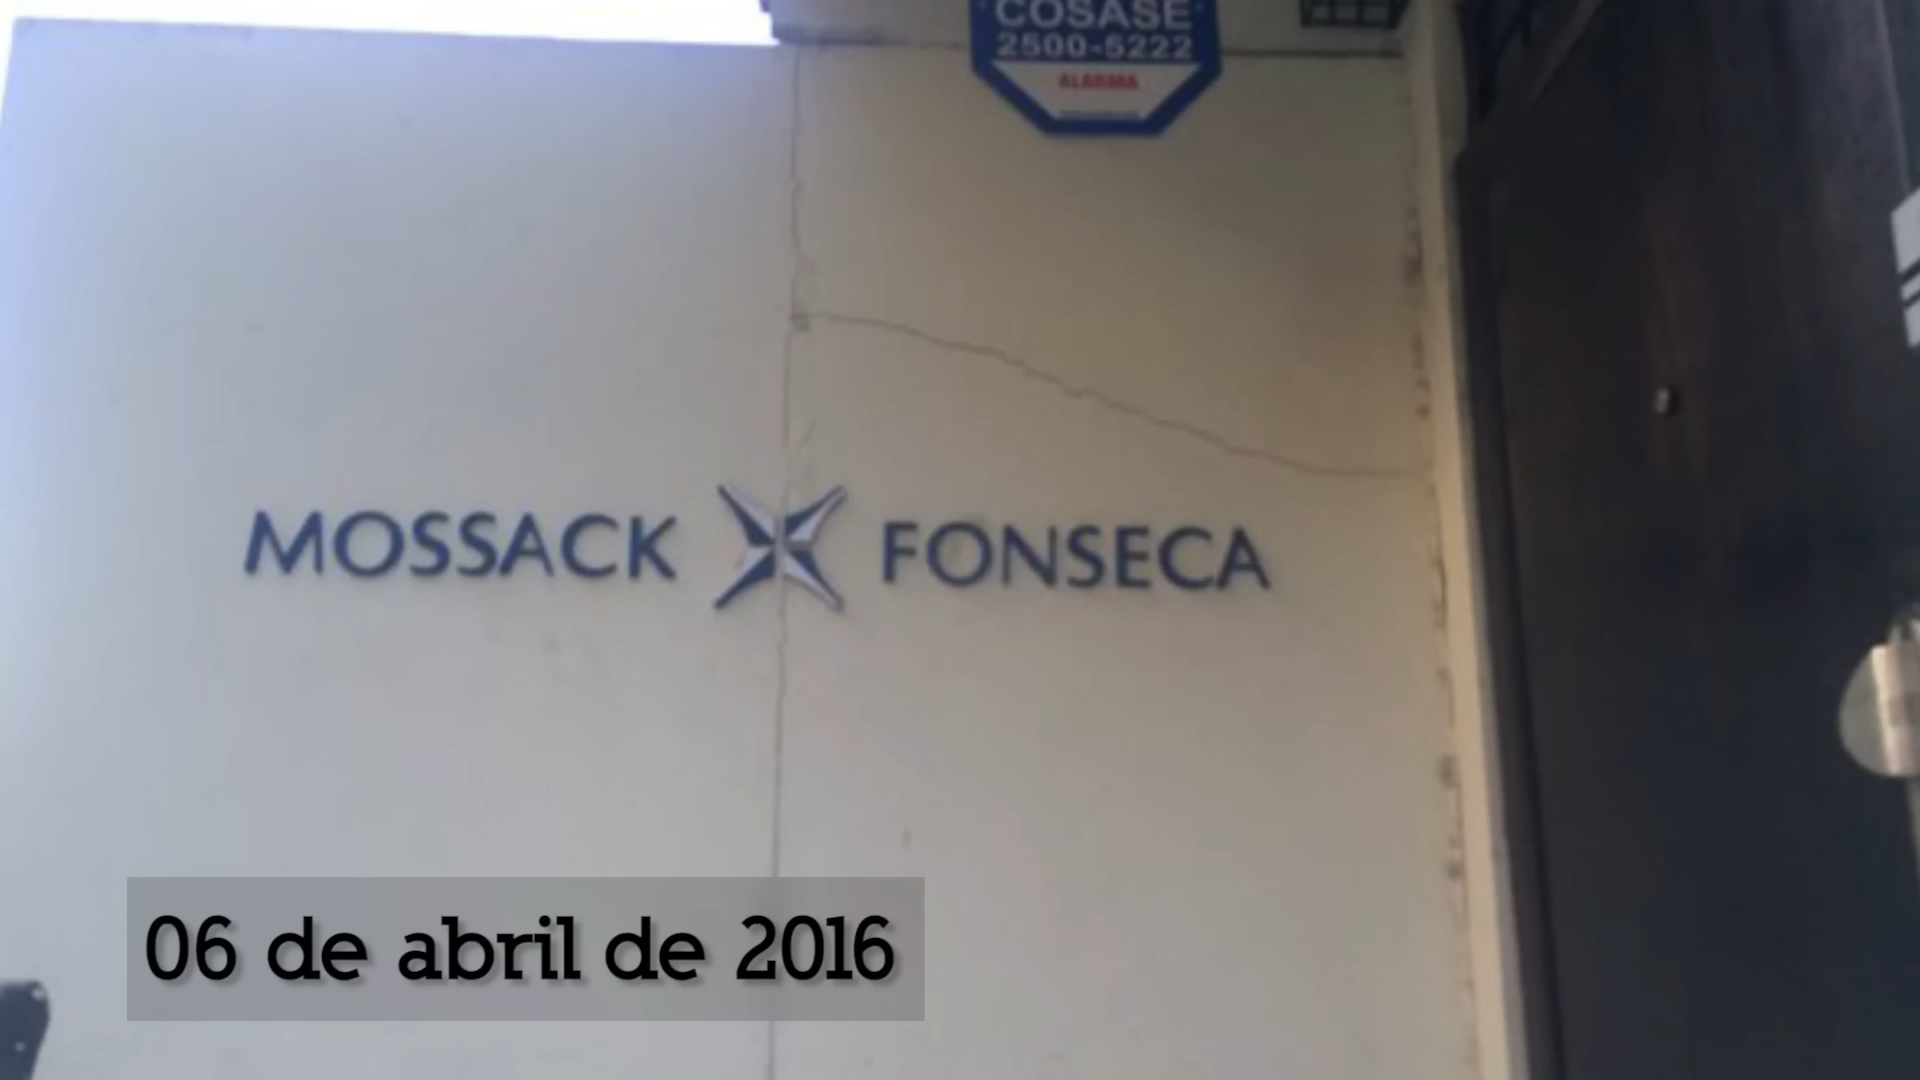 COSASE
2500-5222
ALARMA
MOSSACK FONSECA
06 de abril de 2016